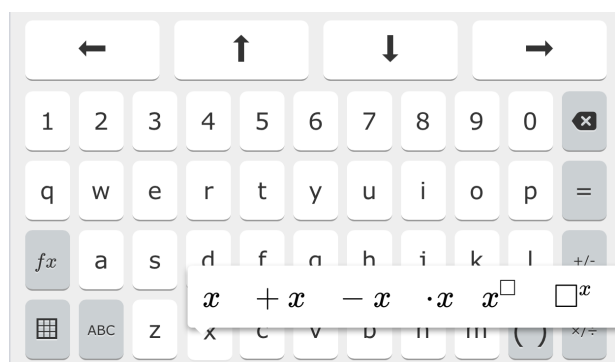 ← ↑ ↓ →
1 2 3 4 5 6 7 8 9 0
q w e r t y u i o p =
fx a s d f g h j k l +/-
x + x − x · x x^□ □^x
ABC z x c v b n m ( ) ×/÷